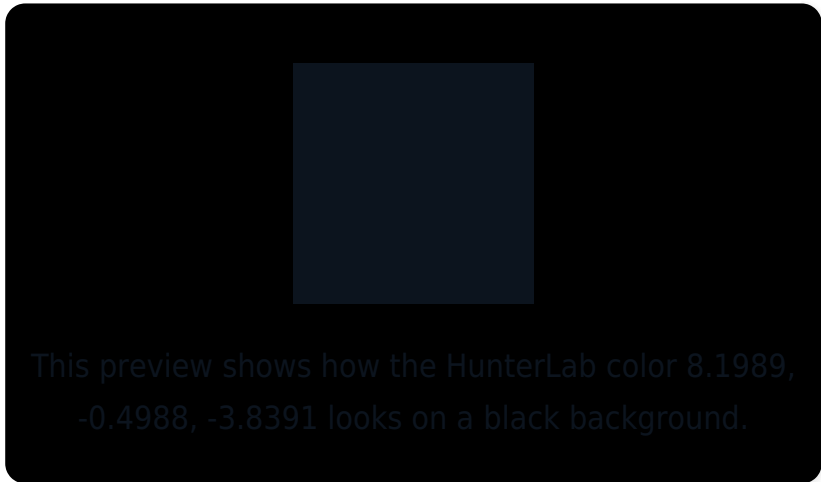 This preview shows how the HunterLab color 8.1989,
-0.4988, -3.8391 looks on a black background.